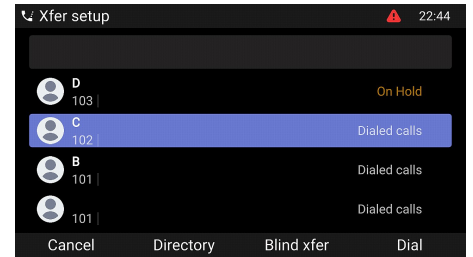 Xfer setup 22:44
D
103
On Hold
C
102
Dialed calls
B
101
Dialed calls
101
Dialed calls
Cancel Directory Blind xfer Dial